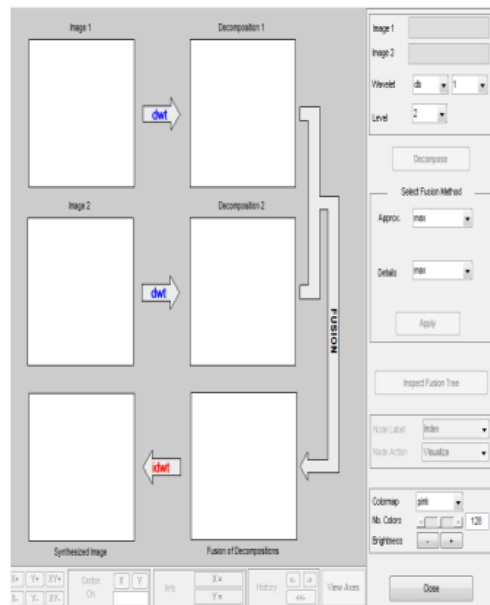 Image 1
Decomposition 1
dwt
Image 2
Decomposition 2
dwt
FUSION
idwt
Synthesized Image
Fusion of Decompositions
X+ Y+ XY+
X- Y- XY-
Center On
X Y
Info
X =
Y =
History
<- ->
<<-
View Axes
Image 1
Image 2
Wavelet db 1
Level 2
Decompose
Select Fusion Method
Approx. max
Details max
Apply
Inspect Fusion Tree
Node Label Index
Node Action Visualize
Colormap pink
Nb. Colors 128
Brightness - +
Close